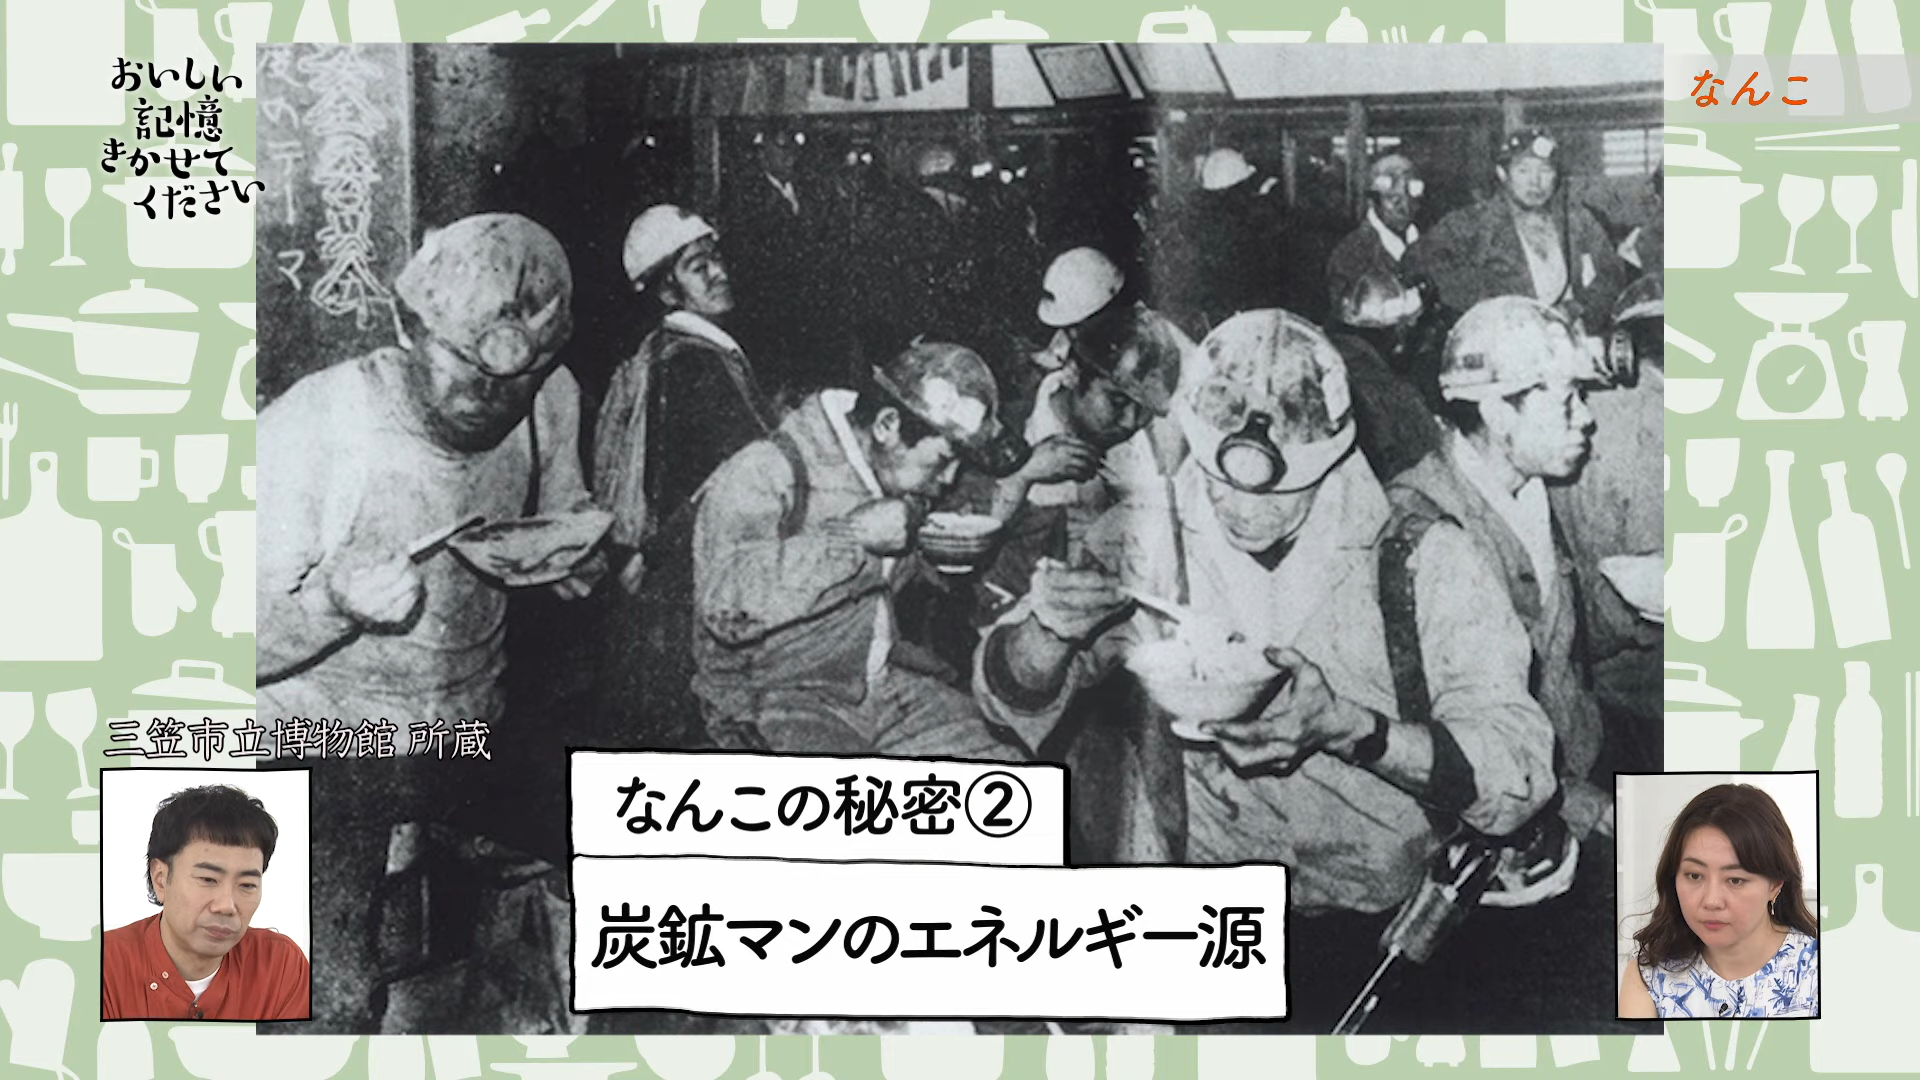 おいしい
記憶
きかせて
ください
なんこ
三笠市立博物館 所蔵
なんこの秘密②
炭鉱マンのエネルギー源